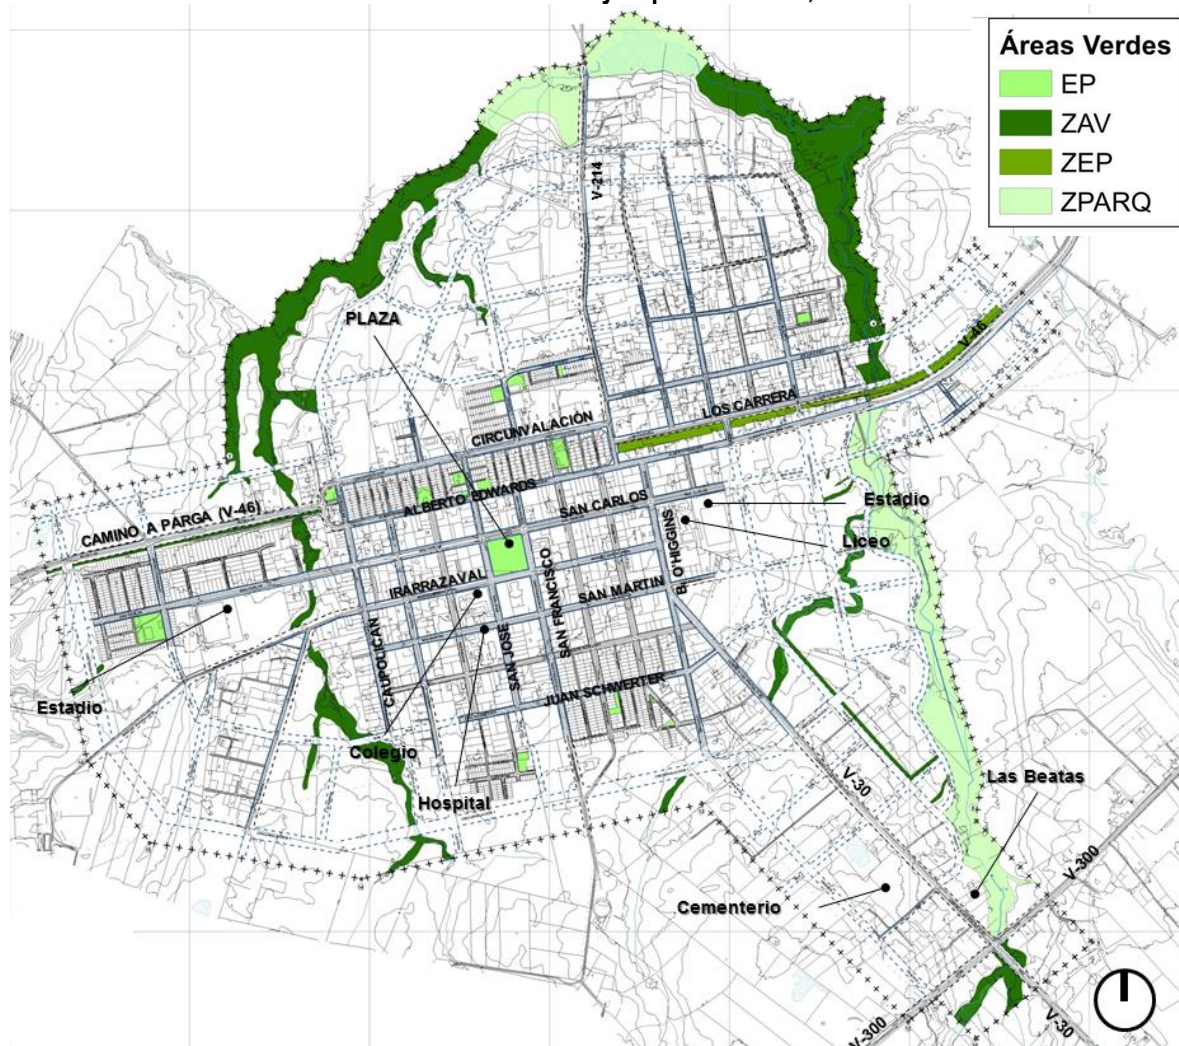 Áreas Verdes
EP
ZAV
ZEP
ZPARQ
V-214
PLAZA
V-46
LOS CARRERA
CIRCUNVALACIÓN
ALBERTO EDWARDS
SAN CARLOS
Estadio
CAMINO A PARGA (V-46)
Liceo
B. O'HIGGINS
IRARRAZAVAL
SAN FRANCISCO
SAN MARTIN
CAUPOLICAN
SAN JOSE
JUAN SCHWERTER
Estadio
Colegio
Hospital
V-30
Las Beatas
V-300
Cementerio
V-300
V-30